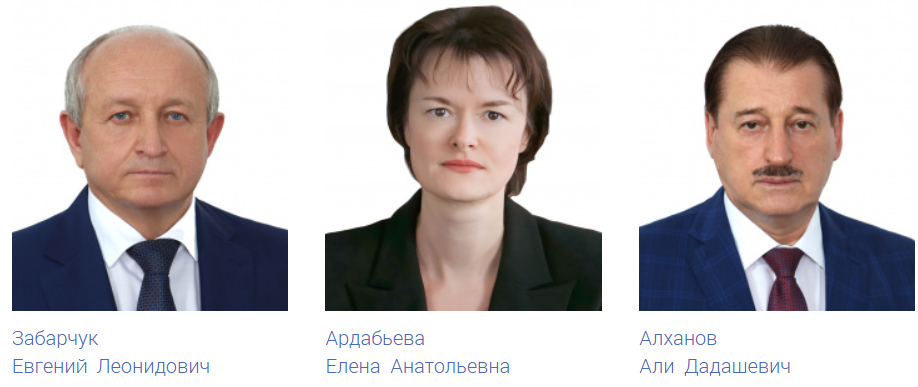 Забарчук
Евгений Леонидович
Ардабьева
Елена Анатольевна
Алханов
Али Дадашевич